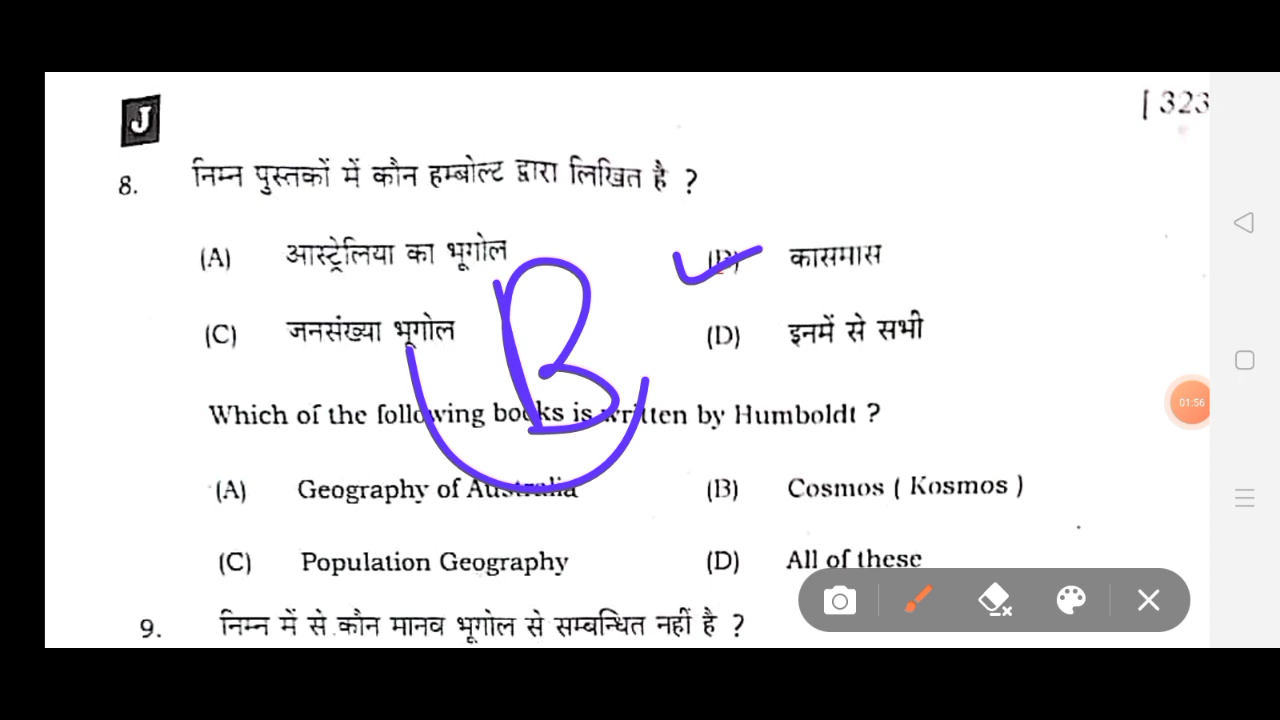 J
[ 323
8. निम्न पुस्तकों में कौन हम्बोल्ट द्वारा लिखित है ?
(A) आस्ट्रेलिया का भूगोल (B) कासमास
(C) जनसंख्या भूगोल (D) इनमें से सभी
B
Which of the following books is written by Humboldt ?
(A) Geography of Australia (B) Cosmos ( Kosmos )
(C) Population Geography (D) All of these
9. निम्न में से कौन मानव भूगोल से सम्बन्धित नहीं है ?
01:56